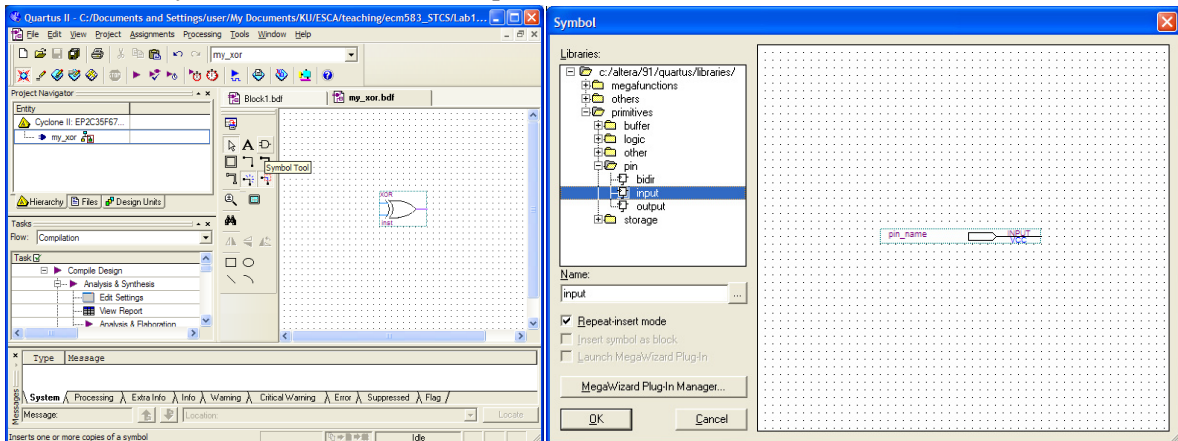 Quartus II - C:/Documents and Settings/user/My Documents/KU/ESCA/teaching/ecm583_STCS/Lab1...
File Edit View Project Assignments Processing Tools Window Help
my_xor
Project Navigator
Entity
Cyclone II: EP2C35F67...
my_xor
Hierarchy Files Design Units
Tasks
Flow: Compilation
Task
Compile Design
Analysis & Synthesis
Edit Settings
View Report
Analysis & Elaboration
Block1.bdf my_xor.bdf
A
Symbol Tool
XOR
inst
Type Message
Messages
System Processing Extra Info Info Warning Critical Warning Error Suppressed Flag
Message: Location: Locate
Inserts one or more copies of a symbol Idle
Symbol
Libraries:
c:/altera/91/quartus/libraries/
megafunctions
others
primitives
buffer
logic
other
pin
bidir
input
output
storage
Name:
input
...
Repeat-insert mode
Insert symbol as block
Launch MegaWizard Plug-In
MegaWizard Plug-In Manager...
OK Cancel
pin_name INPUT
VCC